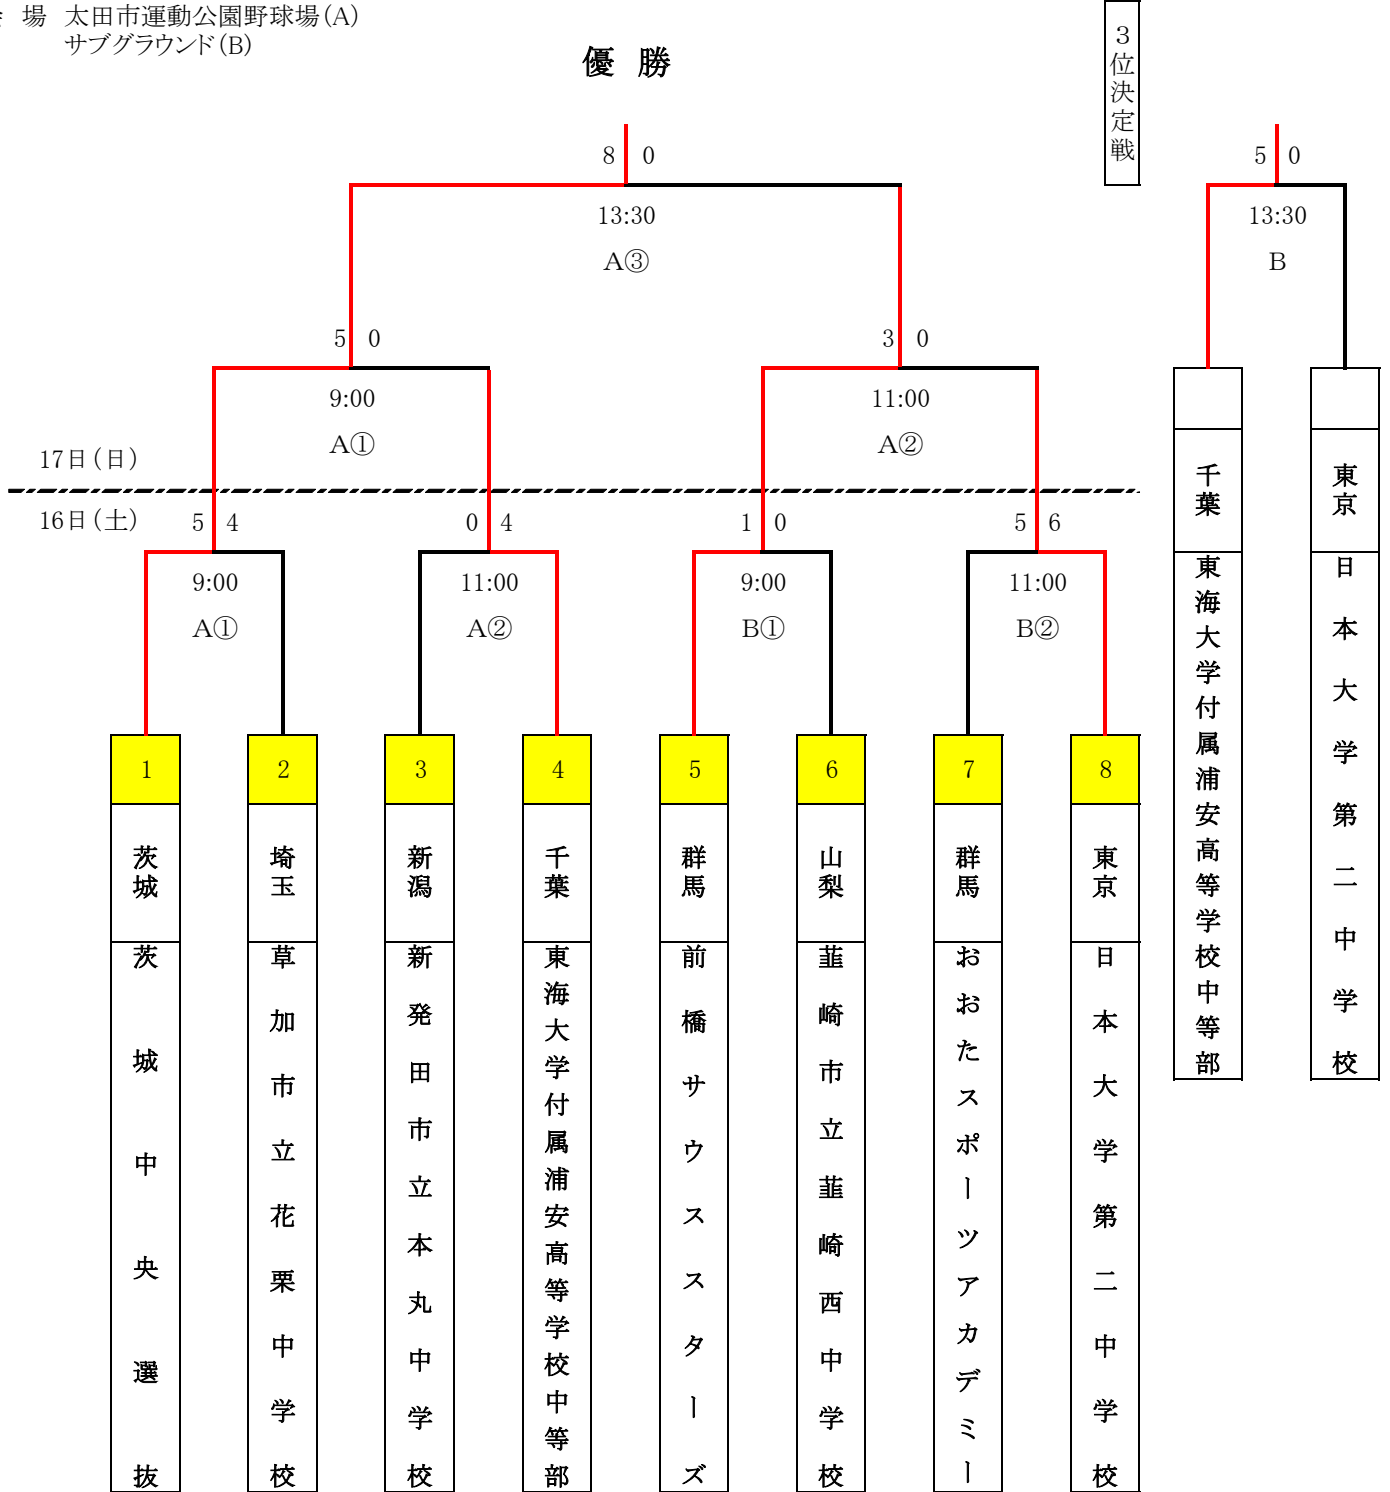 場 太田市運動公園野球場(A)
サブグラウンド(B)
優 勝
3位決定戦
8 0
13:30
A③
5 0
13:30
B
5 0
9:00
A①
3 0
11:00
A②
17日(日)
16日(土)
5 4
9:00
A①
0 4
11:00
A②
1 0
9:00
B①
5 6
11:00
B②
千葉
東海大学付属浦安高等学校中等部
東京
日本大学第二中学校
1
茨城
茨城中央選抜
2
埼玉
草加市立花栗中学校
3
新潟
新発田市立本丸中学校
4
千葉
東海大学付属浦安高等学校中等部
5
群馬
前橋サウススターズ
6
山梨
韮崎市立韮崎西中学校
7
群馬
おおたスポーツアカデミー
8
東京
日本大学第二中学校